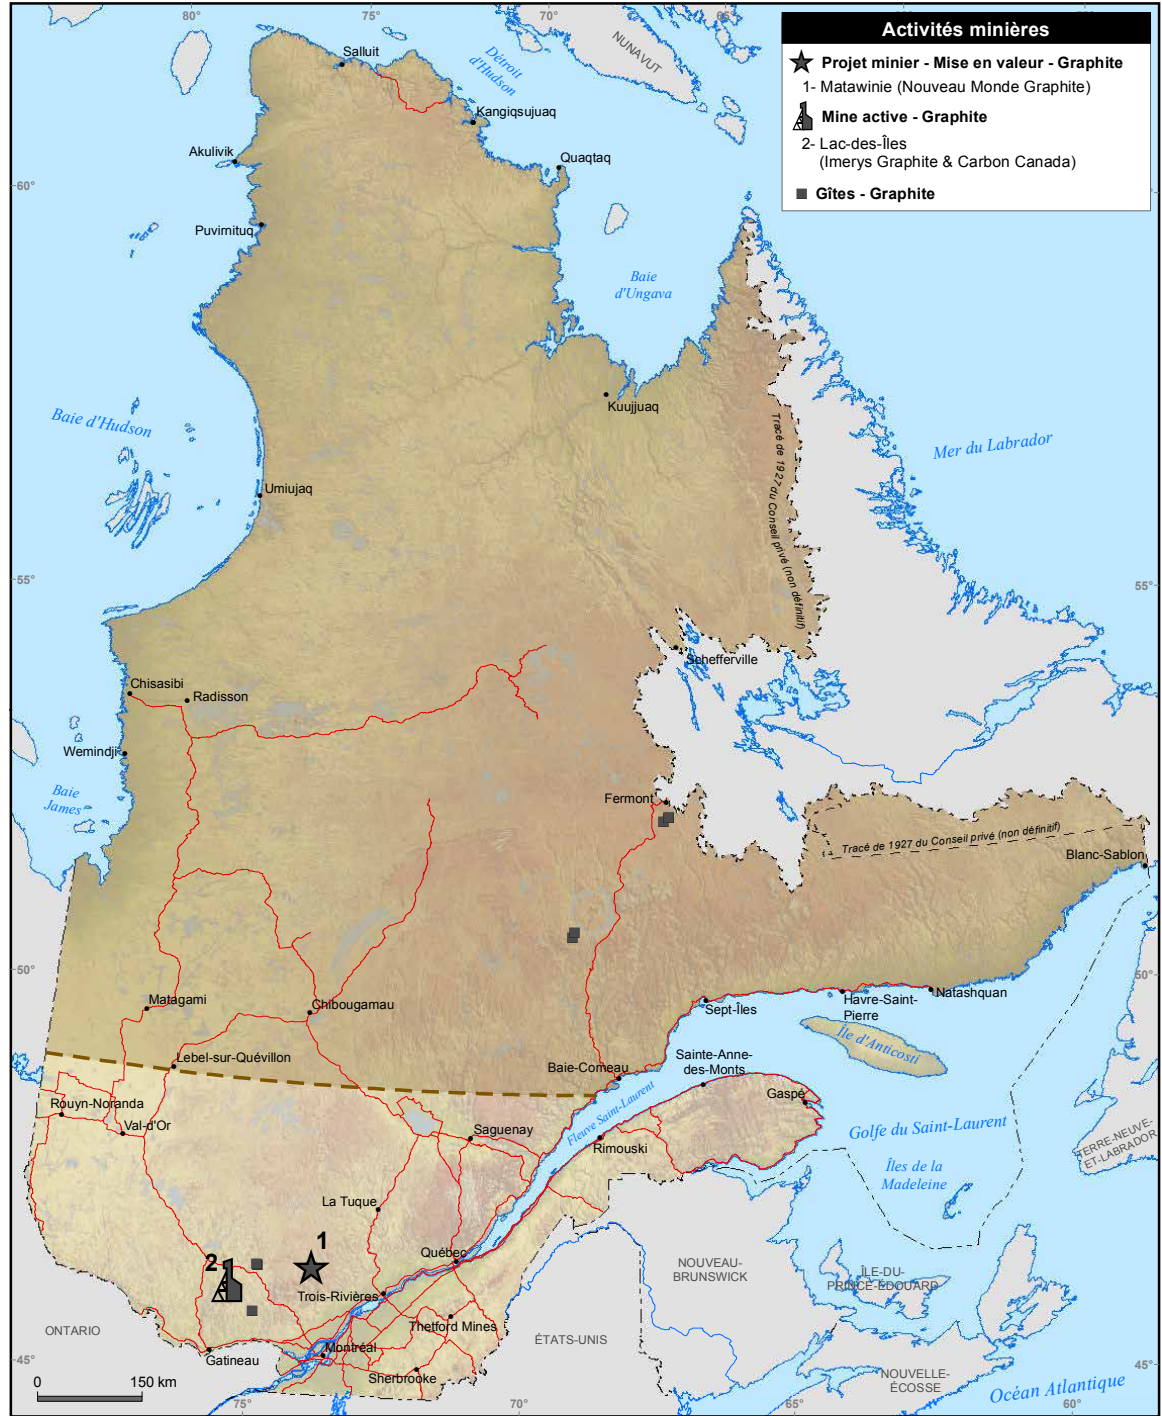 80°
75°
70°
65°
60°
Activités minières
Projet minier - Mise en valeur - Graphite
1- Matawinie (Nouveau Monde Graphite)
Mine active - Graphite
2- Lac-des-Îles
(Imerys Graphite & Carbon Canada)
Gîtes - Graphite
NUNAVUT
Salluit
Détroit
d'Hudson
Kangiqsujuaq
Akulivik
Quaqtaq
60°
Puvirnituq
Baie
d'Ungava
Kuujjuaq
Baie d'Hudson
Mer du Labrador
Tracé de 1927 du Conseil privé (non définitif)
Umiujaq
55°
55°
Schefferville
Chisasibi
Radisson
Wemindji
Baie
James
Fermont
Tracé de 1927 du Conseil privé (non définitif)
Blanc-Sablon
50°
50°
Matagami
Chibougamau
Sept-Îles
Havre-Saint-
Pierre
Natashquan
Île d'Anticosti
Lebel-sur-Quévillon
Baie-Comeau
Sainte-Anne-
des-Monts
Gaspé
Rouyn-Noranda
Val-d'Or
Saguenay
Fleuve Saint-Laurent
Rimouski
Golfe du Saint-Laurent
TERRE-NEUVE-
ET-LABRADOR
Îles de la
Madeleine
La Tuque
1
2
Québec
Trois-Rivières
NOUVEAU-
BRUNSWICK
ÎLE-DU-
PRINCE-ÉDOUARD
ONTARIO
Thetford Mines
ÉTATS-UNIS
Gatineau
Montréal
Sherbrooke
45°
45°
NOUVELLE-
ÉCOSSE
Océan Atlantique
0
150 km
75°
70°
65°
60°